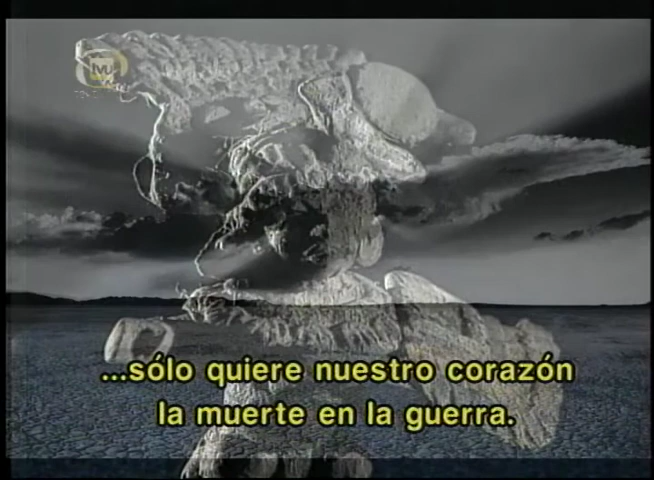 ...sólo quiere nuestro corazón
la muerte en la guerra.